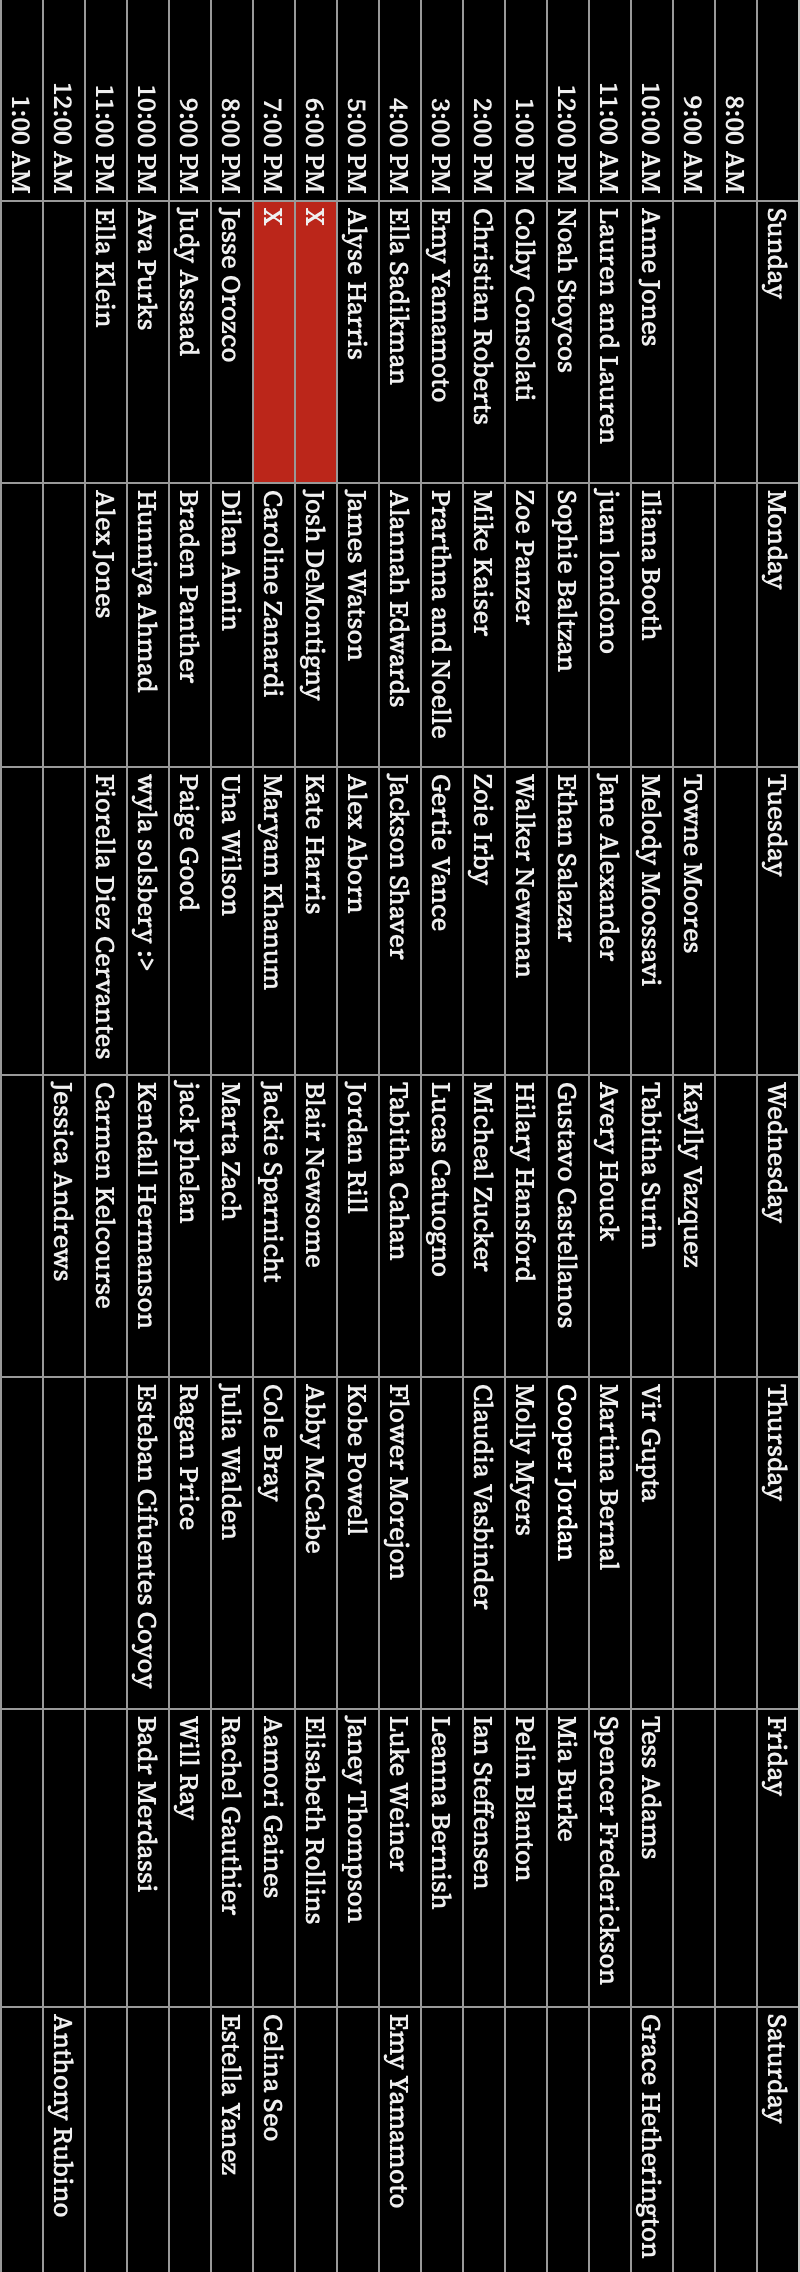 Sunday Monday Tuesday Wednesday Thursday Friday Saturday
8:00 AM
9:00 AM Towne Moores Kaylly Vazquez
10:00 AM Anne Jones Iliana Booth Melody Moossavi Tabitha Surin Vir Gupta Tess Adams Grace Hetherington
11:00 AM Lauren and Lauren juan londono Jane Alexander Avery Houck Martina Bernal Spencer Frederickson
12:00 PM Noah Stoycos Sophie Baltzan Ethan Salazar Gustavo Castellanos Cooper Jordan Mia Burke
1:00 PM Colby Consolati Zoe Panzer Walker Newman Hilary Hansford Molly Myers Pelin Blanton
2:00 PM Christian Roberts Mike Kaiser Zoie Irby Micheal Zucker Claudia Vasbinder Ian Steffensen
3:00 PM Emy Yamamoto Prarthna and Noelle Gertie Vance Lucas Catuogno Leanna Bernish
4:00 PM Ella Sadikman Alannah Edwards Jackson Shaver Tabitha Cahan Flower Morejon Luke Weiner Emy Yamamoto
5:00 PM Alyse Harris James Watson Alex Aborn Jordan Rill Kobe Powell Janey Thompson
6:00 PM X Josh DeMontigny Kate Harris Blair Newsome Abby McCabe Elisabeth Rollins
7:00 PM X Caroline Zanardi Maryam Khanum Jackie Sparnicht Cole Bray Aamori Gaines Celina Seo
8:00 PM Jesse Orozco Dilan Amin Una Wilson Marta Zach Julia Walden Rachel Gauthier Estella Yanez
9:00 PM Judy Assaad Braden Panther Paige Good jack phelan Ragan Price Will Ray
10:00 PM Ava Purks Hunniya Ahmad wyla solsbery :> Kendall Hermanson Esteban Cifuentes Coyoy Badr Merdassi
11:00 PM Ella Klein Alex Jones Fiorella Diez Cervantes Carmen Kelcourse
12:00 AM Jessica Andrews Anthony Rubino
1:00 AM